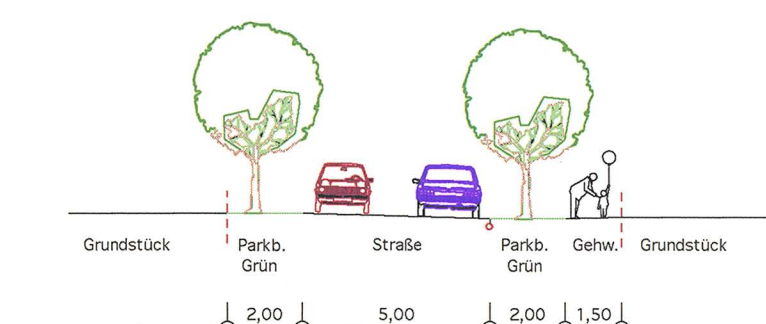 Grundstück Parkb. Straße Parkb. Gehw. Grundstück
Grün Grün
2,00 5,00 2,00 1,50